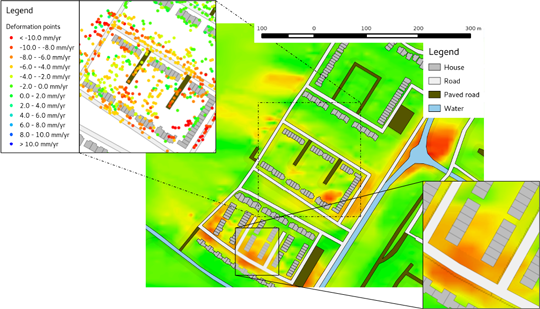 Legend
Deformation points
< -10.0 mm/yr
-10.0 - -8.0 mm/yr
-8.0 - -6.0 mm/yr
-6.0 - -4.0 mm/yr
-4.0 - -2.0 mm/yr
-2.0 - 0.0 mm/yr
0.0 - 2.0 mm/yr
2.0 - 4.0 mm/yr
4.0 - 6.0 mm/yr
6.0 - 8.0 mm/yr
8.0 - 10.0 mm/yr
> 10.0 mm/yr
100 0 100 200 300 m
Legend
House
Road
Paved road
Water